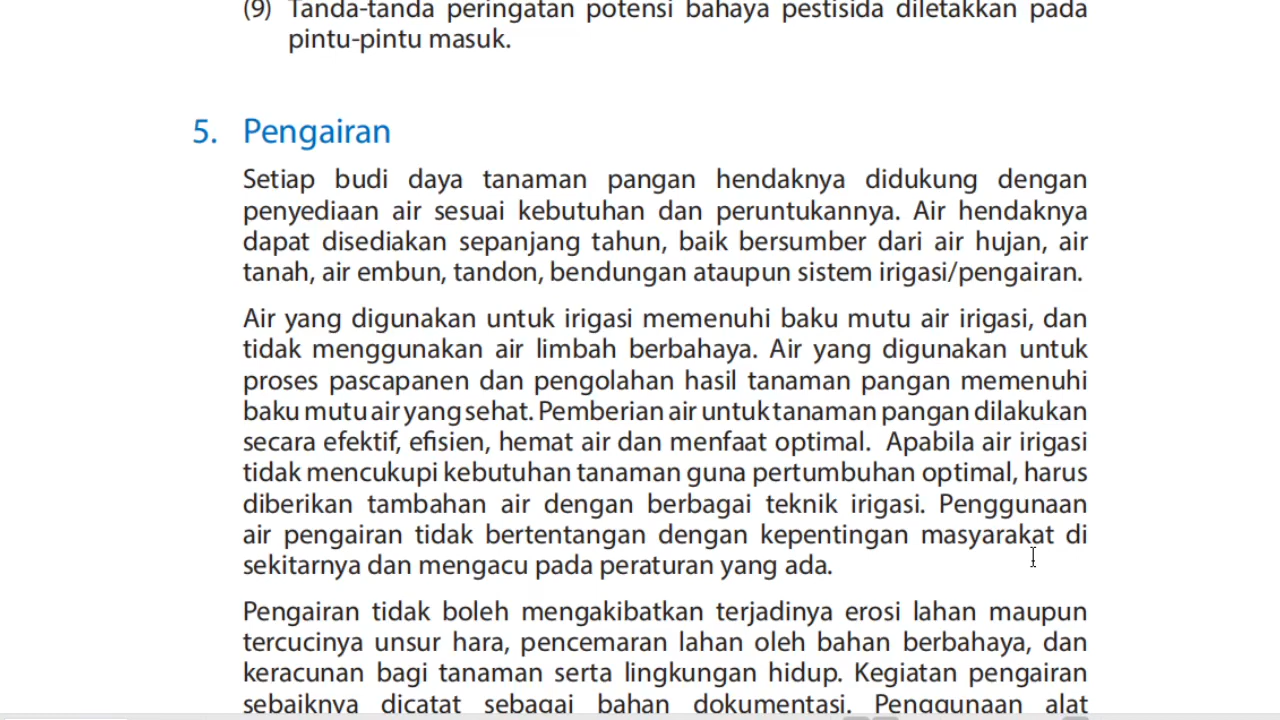 (9) Tanda-tanda peringatan potensi bahaya pestisida diletakkan pada
pintu-pintu masuk.
5. Pengairan
Setiap budi daya tanaman pangan hendaknya didukung dengan
penyediaan air sesuai kebutuhan dan peruntukannya. Air hendaknya
dapat disediakan sepanjang tahun, baik bersumber dari air hujan, air
tanah, air embun, tandon, bendungan ataupun sistem irigasi/pengairan.
Air yang digunakan untuk irigasi memenuhi baku mutu air irigasi, dan
tidak menggunakan air limbah berbahaya. Air yang digunakan untuk
proses pascapanen dan pengolahan hasil tanaman pangan memenuhi
baku mutu air yang sehat. Pemberian air untuk tanaman pangan dilakukan
secara efektif, efisien, hemat air dan menfaat optimal. Apabila air irigasi
tidak mencukupi kebutuhan tanaman guna pertumbuhan optimal, harus
diberikan tambahan air dengan berbagai teknik irigasi. Penggunaan
air pengairan tidak bertentangan dengan kepentingan masyarakat di
sekitarnya dan mengacu pada peraturan yang ada.
Pengairan tidak boleh mengakibatkan terjadinya erosi lahan maupun
tercucinya unsur hara, pencemaran lahan oleh bahan berbahaya, dan
keracunan bagi tanaman serta lingkungan hidup. Kegiatan pengairan
sebaiknya dicatat sebagai bahan dokumentasi. Penggunaan alat